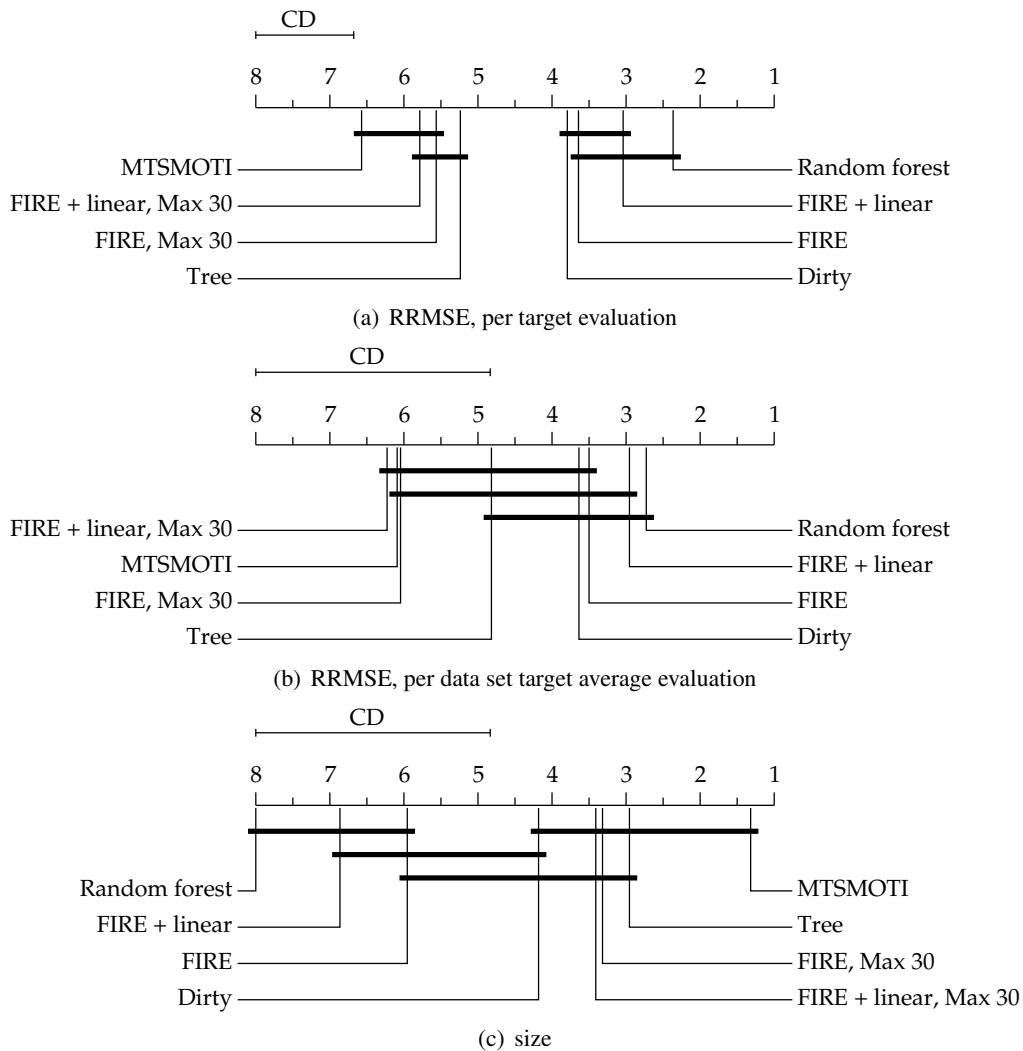 CD
8 7 6 5 4 3 2 1
MTSMOTI Random forest
FIRE + linear, Max 30 FIRE + linear
FIRE, Max 30 FIRE
Tree Dirty
(a) RRMSE, per target evaluation
CD
8 7 6 5 4 3 2 1
FIRE + linear, Max 30 Random forest
MTSMOTI FIRE + linear
FIRE, Max 30 FIRE
Tree Dirty
(b) RRMSE, per data set target average evaluation
CD
8 7 6 5 4 3 2 1
Random forest MTSMOTI
FIRE + linear Tree
FIRE FIRE, Max 30
Dirty FIRE + linear, Max 30
(c) size